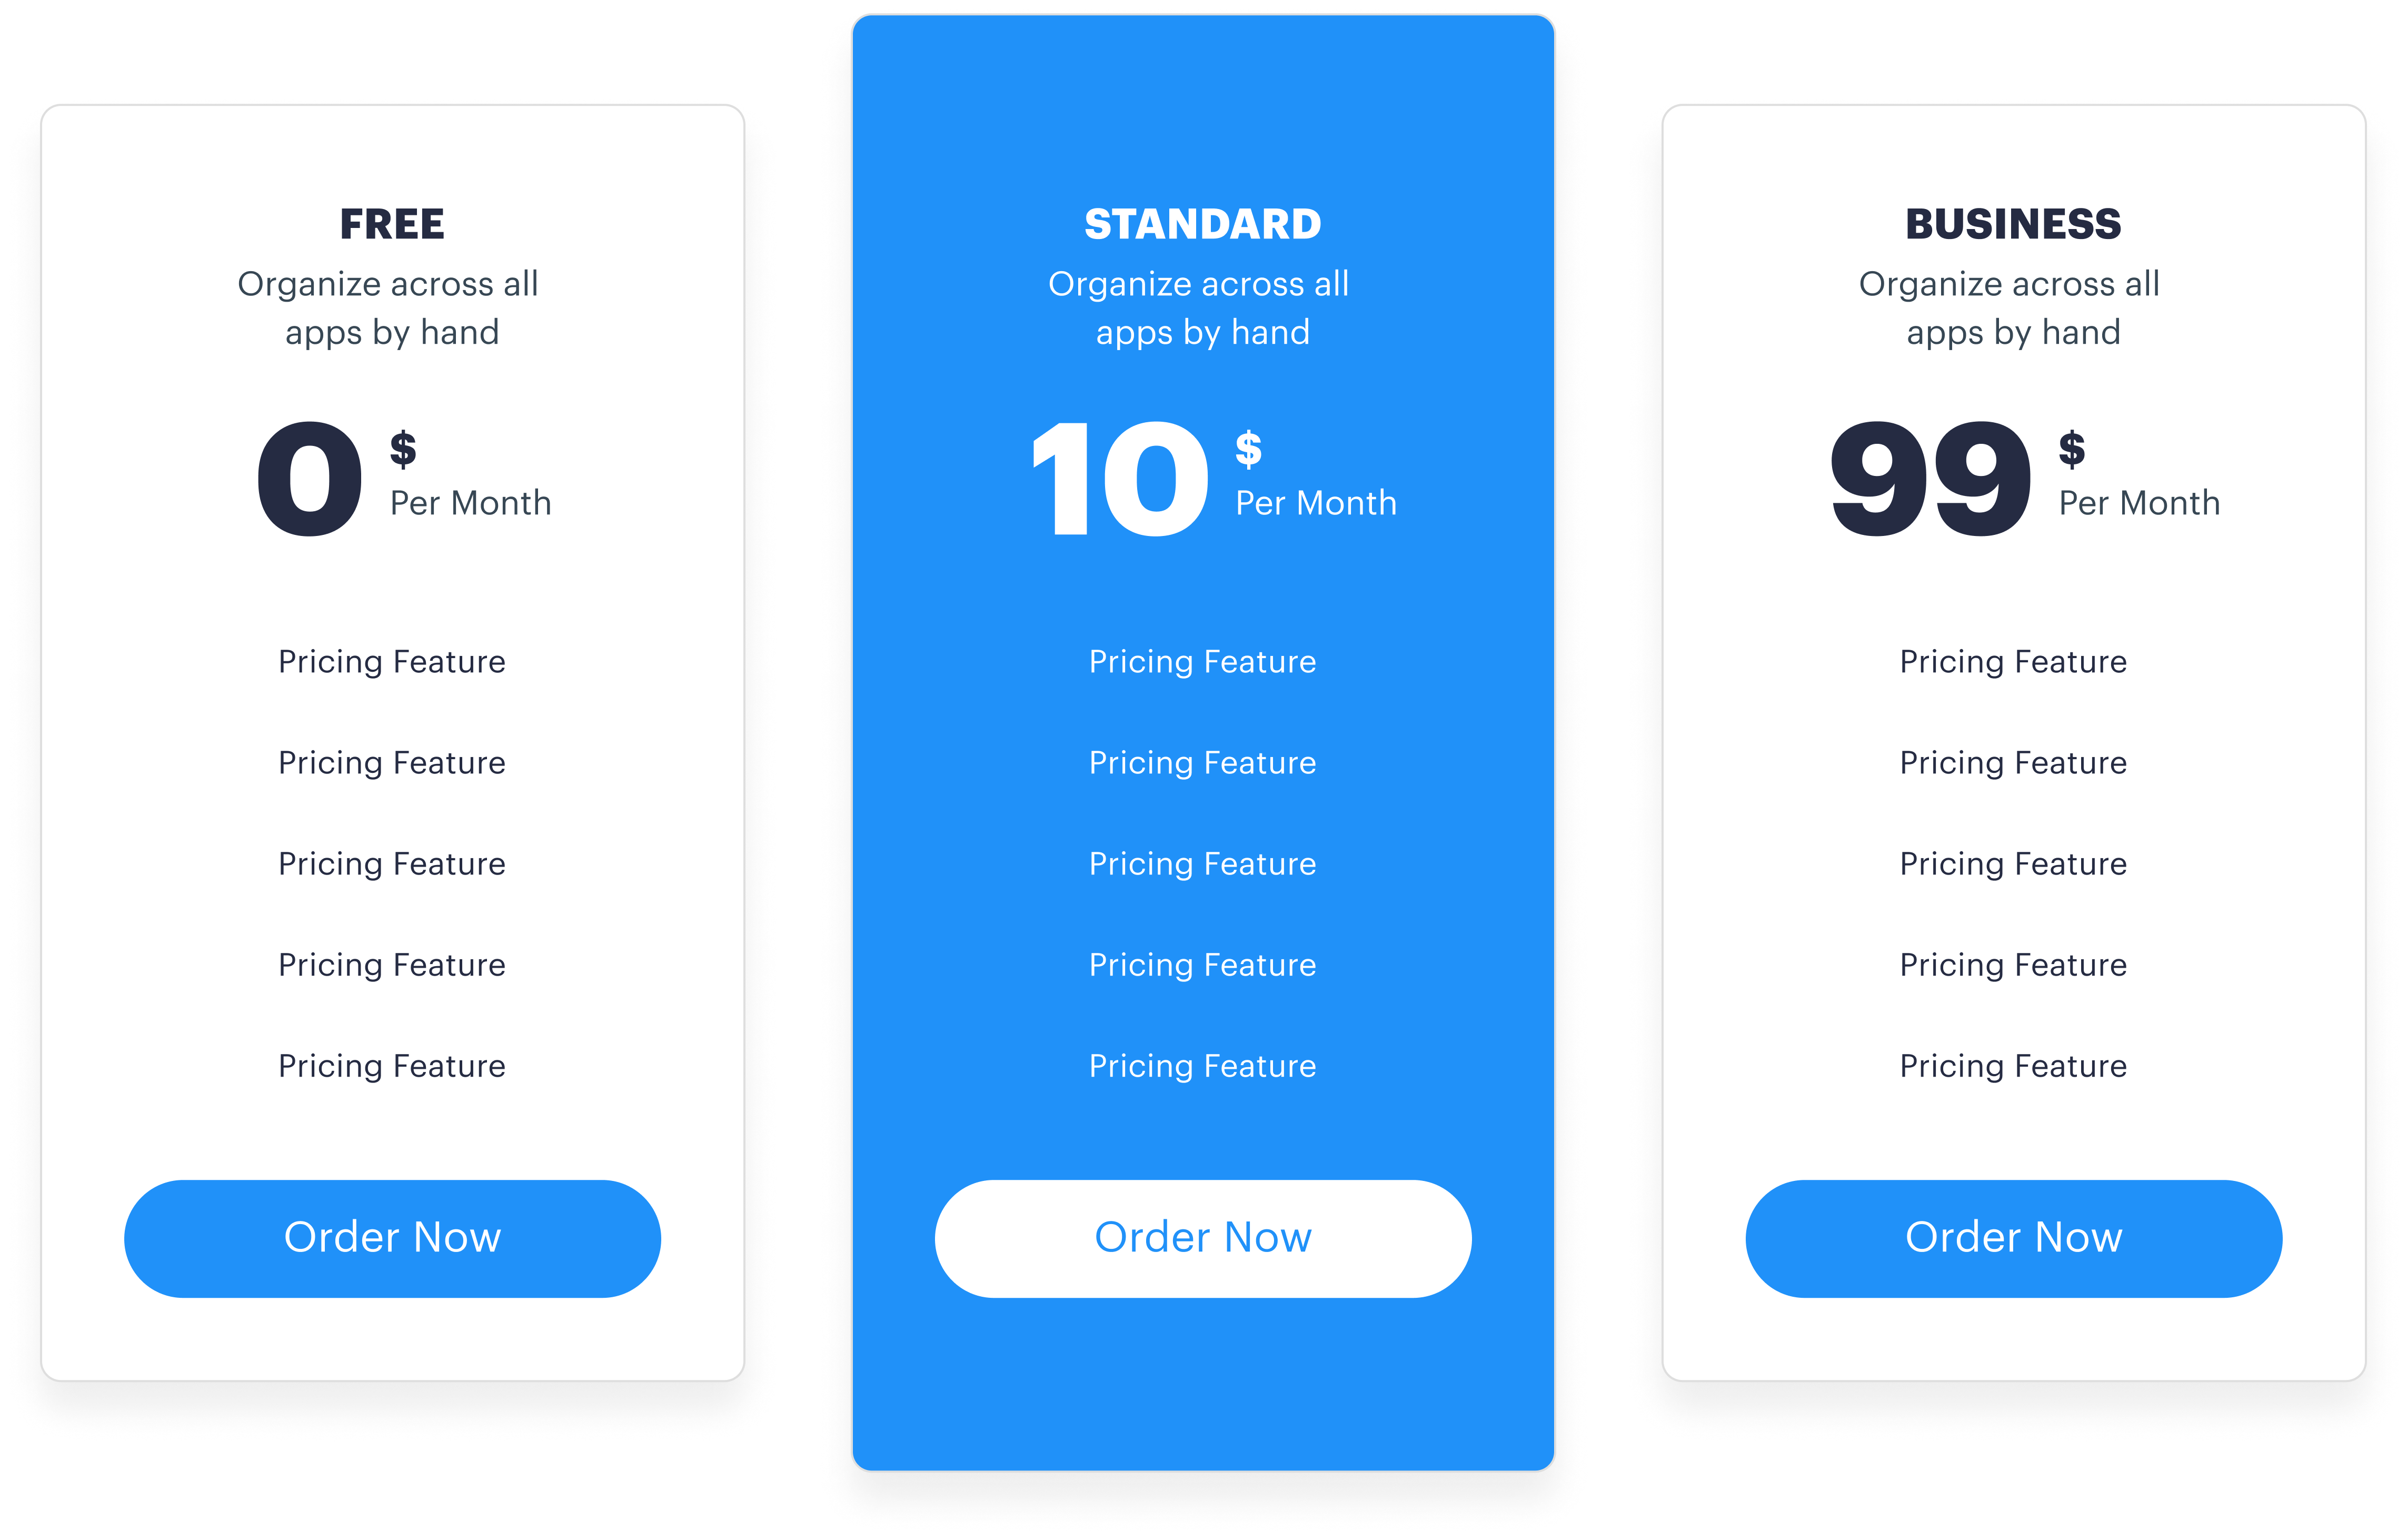 FREE
Organize across all
apps by hand
0
$
Per Month
Pricing Feature
Pricing Feature
Pricing Feature
Pricing Feature
Pricing Feature
Order Now
STANDARD
Organize across all
apps by hand
10
$
Per Month
Pricing Feature
Pricing Feature
Pricing Feature
Pricing Feature
Pricing Feature
Order Now
BUSINESS
Organize across all
apps by hand
99
$
Per Month
Pricing Feature
Pricing Feature
Pricing Feature
Pricing Feature
Pricing Feature
Order Now